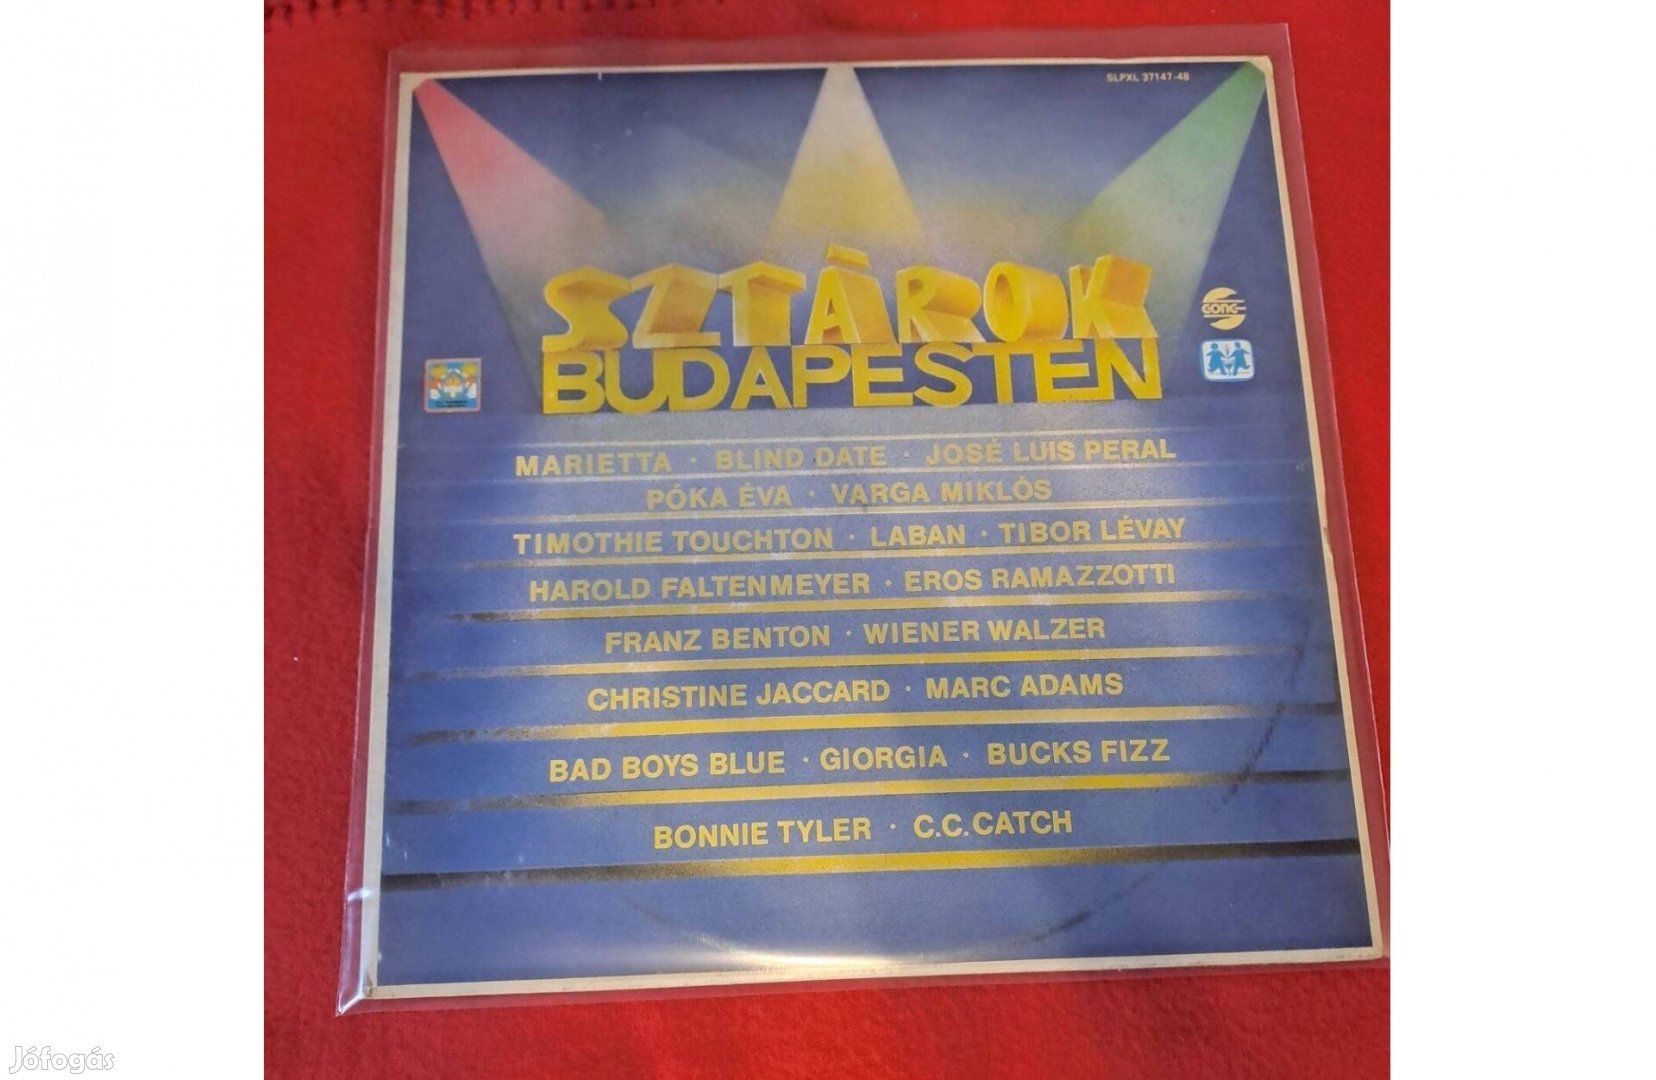 SLPXL 37147-48
SZTÁROK
GONG
BUDAPESTEN
MARIETTA · BLIND DATE · JOSÉ LUIS PERAL
PÓKA ÉVA · VARGA MIKLÓS
TIMOTHIE TOUCHTON · LABAN · TIBOR LÉVAY
HAROLD FALTENMEYER · EROS RAMAZZOTTI
FRANZ BENTON · WIENER WALZER
CHRISTINE JACCARD · MARC ADAMS
BAD BOYS BLUE · GIORGIA · BUCKS FIZZ
BONNIE TYLER · C.C. CATCH
Jófogás